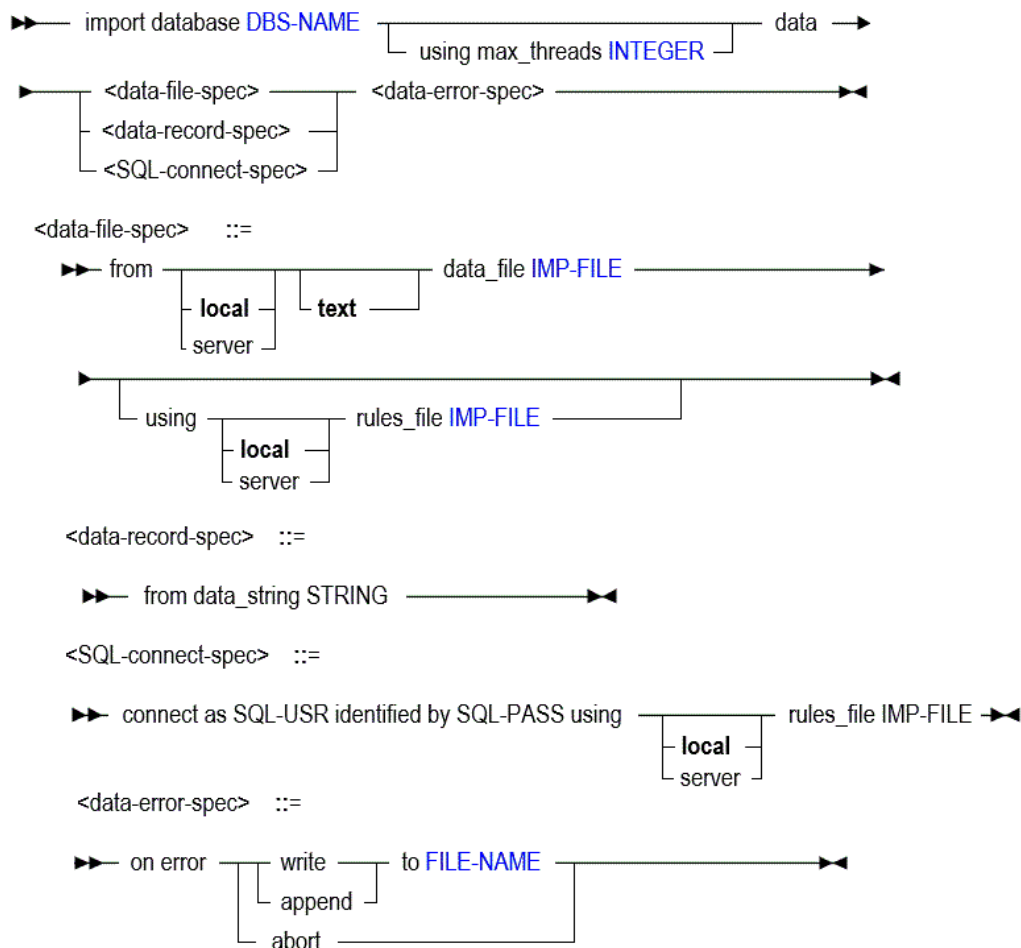 import database DBS-NAME data
using max_threads INTEGER
<data-file-spec> <data-error-spec>
<data-record-spec>
<SQL-connect-spec>
<data-file-spec> ::=
from data_file IMP-FILE
local text
server
using rules_file IMP-FILE
local
server
<data-record-spec> ::=
from data_string STRING
<SQL-connect-spec> ::=
connect as SQL-USR identified by SQL-PASS using rules_file IMP-FILE
local
server
<data-error-spec> ::=
on error write to FILE-NAME
append
abort